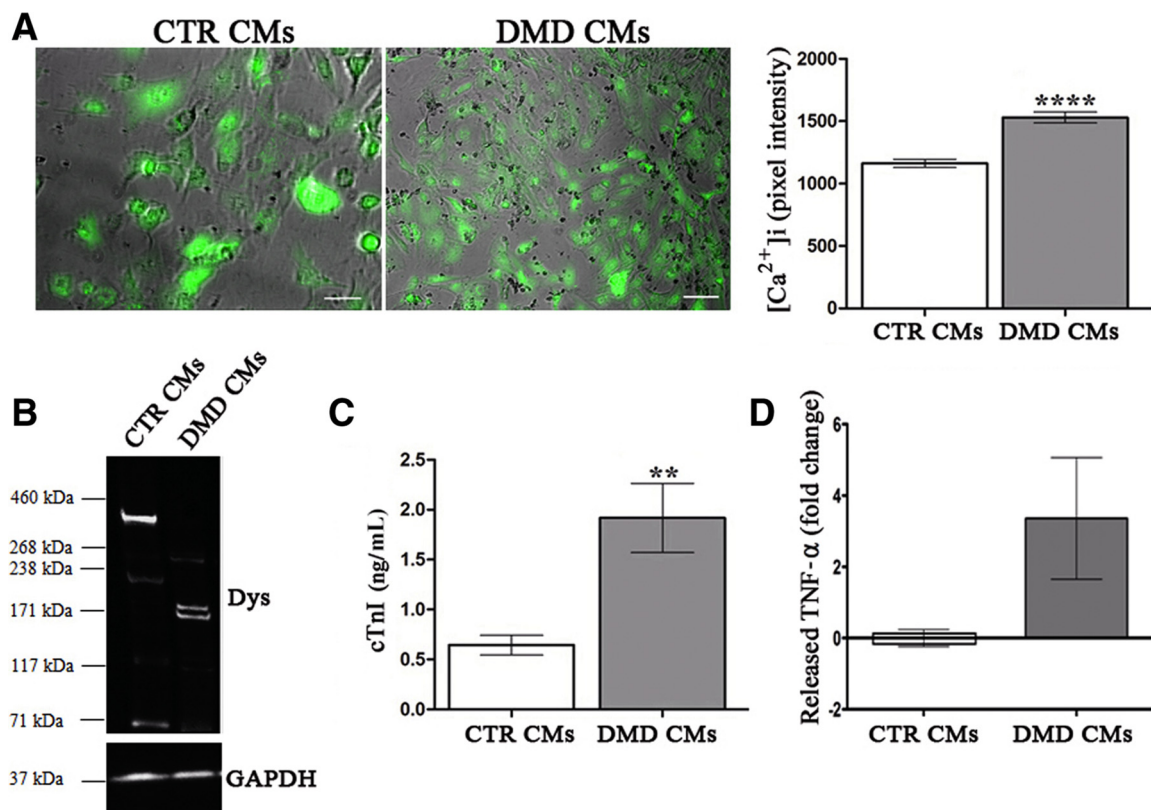 A
CTR CMs
DMD CMs
[Ca²⁺]i (pixel intensity)
2000
1500
1000
500
0
****
CTR CMs
DMD CMs
B
CTR CMs
DMD CMs
460 kDa
268 kDa
238 kDa
171 kDa
117 kDa
71 kDa
37 kDa
Dys
GAPDH
C
cTnI (ng/mL)
2.5
2.0
1.5
1.0
0.5
0.0
**
CTR CMs
DMD CMs
D
Released TNF-α (fold change)
6
4
2
0
-2
CTR CMs
DMD CMs